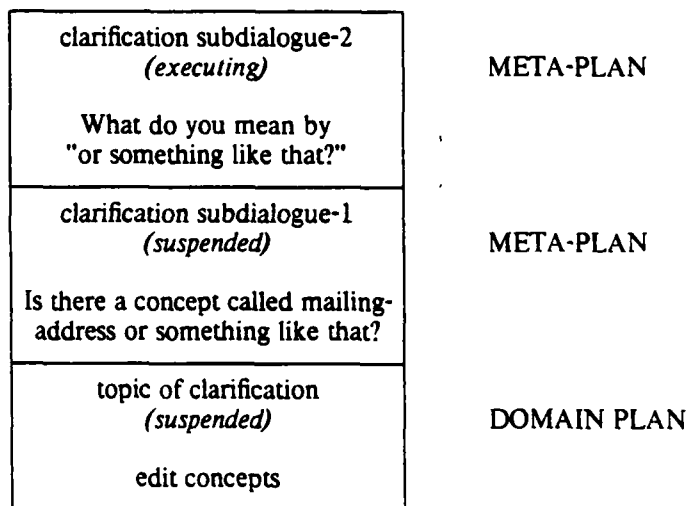 clarification subdialogue-2
(executing)
META-PLAN
What do you mean by
"or something like that?"
clarification subdialogue-1
(suspended)
META-PLAN
Is there a concept called mailing-
address or something like that?
topic of clarification
(suspended)
DOMAIN PLAN
edit concepts